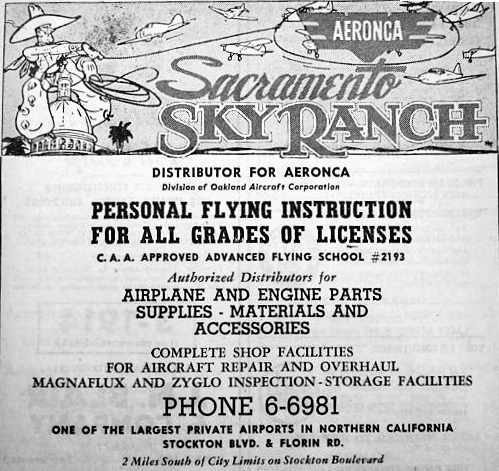 AERONCA
Sacramento
SKY RANCH
DISTRIBUTOR FOR AERONCA
Division of Oakland Aircraft Corporation
PERSONAL FLYING INSTRUCTION
FOR ALL GRADES OF LICENSES
C. A. A. APPROVED ADVANCED FLYING SCHOOL #2193
Authorized Distributors for
AIRPLANE AND ENGINE PARTS
SUPPLIES - MATERIALS AND
ACCESSORIES
COMPLETE SHOP FACILITIES
FOR AIRCRAFT REPAIR AND OVERHAUL
MAGNAFLUX AND ZYGLO INSPECTION - STORAGE FACILITIES
PHONE 6-6981
ONE OF THE LARGEST PRIVATE AIRPORTS IN NORTHERN CALIFORNIA
STOCKTON BLVD. & FLORIN RD.
2 Miles South of City Limits on Stockton Boulevard